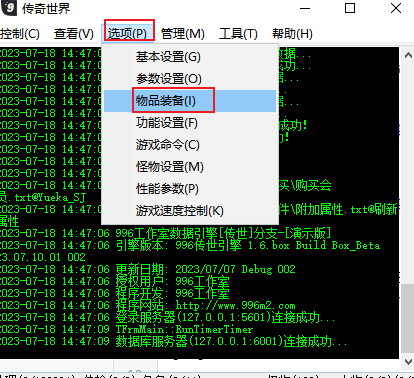 传奇世界
控制(C) 查看(V) 选项(P) 管理(M) 工具(T) 帮助(H)
基本设置(G)
参数设置(O)
物品装备(I)
功能设置(F)
游戏命令(C)
怪物设置(M)
性能参数(P)
游戏速度控制(K)
2023-07-18 14:47:0 据...
2023-07-18 14:47:0 成功...
2023-07-18 14:47:0
2023-07-18 14:47:0
2023-07-18 14:47:0
2023-07-18 14:47:0 成功!
2023-07-18 14:47:0
2023-07-18 14:47:0
2023-07-18 14:47:0 买\购买会
员.txt@Yueka_SJ
2023-07-18 14:47:0 件\附加属性.txt@刷新
属性
2023-07-18 14:47:06 996工作室数据引擎[传世]分支-[演示版]
2023-07-18 14:47:06 引擎版本: 996传世引擎 1.6.box Build Box_Beta
23.07.10.01 002
2023-07-18 14:47:06 更新日期: 2023/07/07 Debug 002
2023-07-18 14:47:06 授权用户: 996工作室
2023-07-18 14:47:06 程序开发: 996工作室
2023-07-18 14:47:06 程序网站: http://www.996m2.com
2023-07-18 14:47:06 登录服务器(127.0.0.1:5601)连接成功...
2023-07-18 14:47:09 TFrmMain::RunTimerTimer
2023-07-18 14:47:09 数据库服务器(127.0.0.1:6001)连接成功...